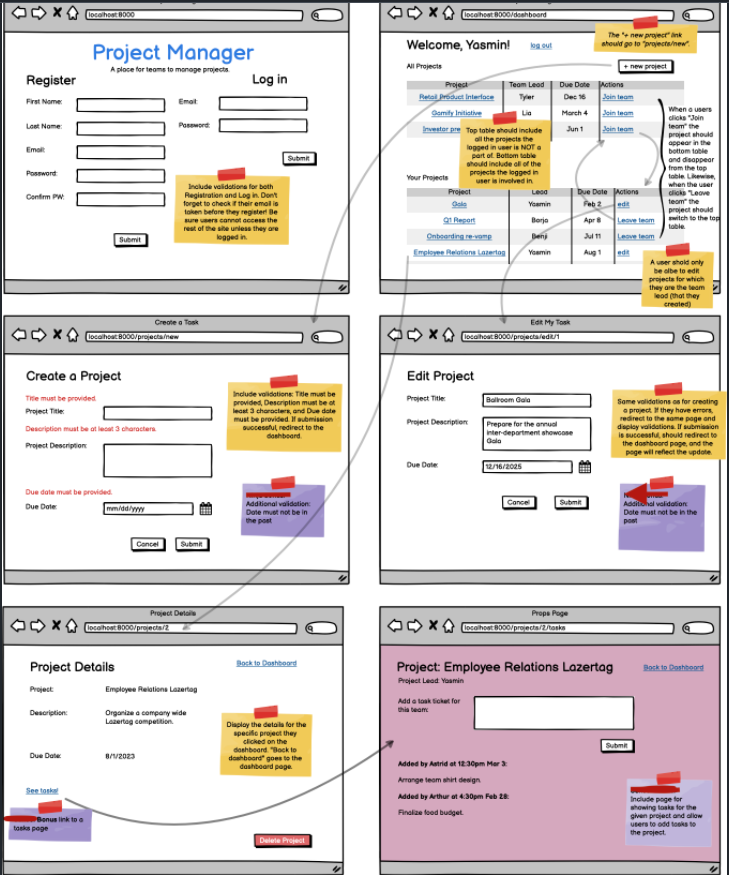 localhost:8000
Project Manager
A place for teams to manage projects.
Register
Log in
First Name:
Email:
Last Name:
Password:
Email:
Submit
Password:
Confirm PW:
Include validations for both
Registration and Log in. Don't
forget to check if their email is
taken before they register! Be
sure users cannot access the
rest of the site unless they are
logged in.
Submit
localhost:8000/dashboard
Welcome, Yasmin!
log out
The "+ new project" link
should go to "projects/new".
All Projects
+ new project
Project Team Lead Due Date Actions
Retail Product Interface Tyler Dec 16 Join team
Gamify Initiative Lia March 4 Join team
Investor pre Jun 1 Join team
Top table should include
all the projects the
logged in user is NOT a
part of. Bottom table
should include all of the
projects the logged in
user is involved in.
When a users
clicks "Join
team" the
project should
appear in the
bottom table
and disappear
from the top
table. Likewise,
when the user
clicks "Leave
team" the
project should
switch to the top
table.
Your Projects
Project Lead Due Date Actions
Gala Yasmin Feb 2 edit
Q1 Report Borja Apr 8 Leave team
Onboarding re-vamp Benji Jul 11 Leave team
Employee Relations Lazertag Yasmin Aug 1 edit
A user shold only
be albe to edit
projects for which
they are the team
lead (that they
created)
Create a Task
localhost:8000/projects/new
Create a Project
Title must be provided.
Project Title:
Description must be at least 3 characters.
Project Description:
Due date must be provided.
Due Date:
mm/dd/yyyy
Cancel
Submit
Include validations: Title must be
provided, Description must be at
least 3 characters, and Due date
must be provided. If submission
successful, redirect to the
dashboard.
Additional validation:
Date must not be in
the past
Edit My Task
localhost:8000/projects/edit/1
Edit Project
Project Title:
Ballroom Gala
Project Description:
Prepare for the annual
inter-department showcase
Gala
Due Date:
12/16/2025
Cancel
Submit
Same validations as for creating
a project. If they have errors,
redirect to the same page and
display validations. If submission
is successful, should redirect to
the dashboard page, and the
page will reflect the update.
Additional validation:
Date must not be in the
past
Project Details
localhost:8000/projects/2
Project Details
Back to Dashboard
Project:
Employee Relations Lazertag
Description:
Organize a company wide
Lazertag competition.
Due Date:
8/1/2023
Display the details for the
specific project they
clicked on the
dashboard. "Back to
dashboard" goes to the
dashboard page.
See tasks!
Bonus link to a
tasks page
Delete Project
Props Page
localhost:8000/projects/2/tasks
Project: Employee Relations Lazertag
Back to Dashboard
Project Lead: Yasmin
Add a task ticket for
this team:
Submit
Added by Astrid at 12:30pm Mar 3:
Arrange team shirt design.
Added by Arthur at 4:30pm Feb 28:
Finalize food budget.
Include page for
showing tasks for the
given project and allow
users to add tasks to
the project.